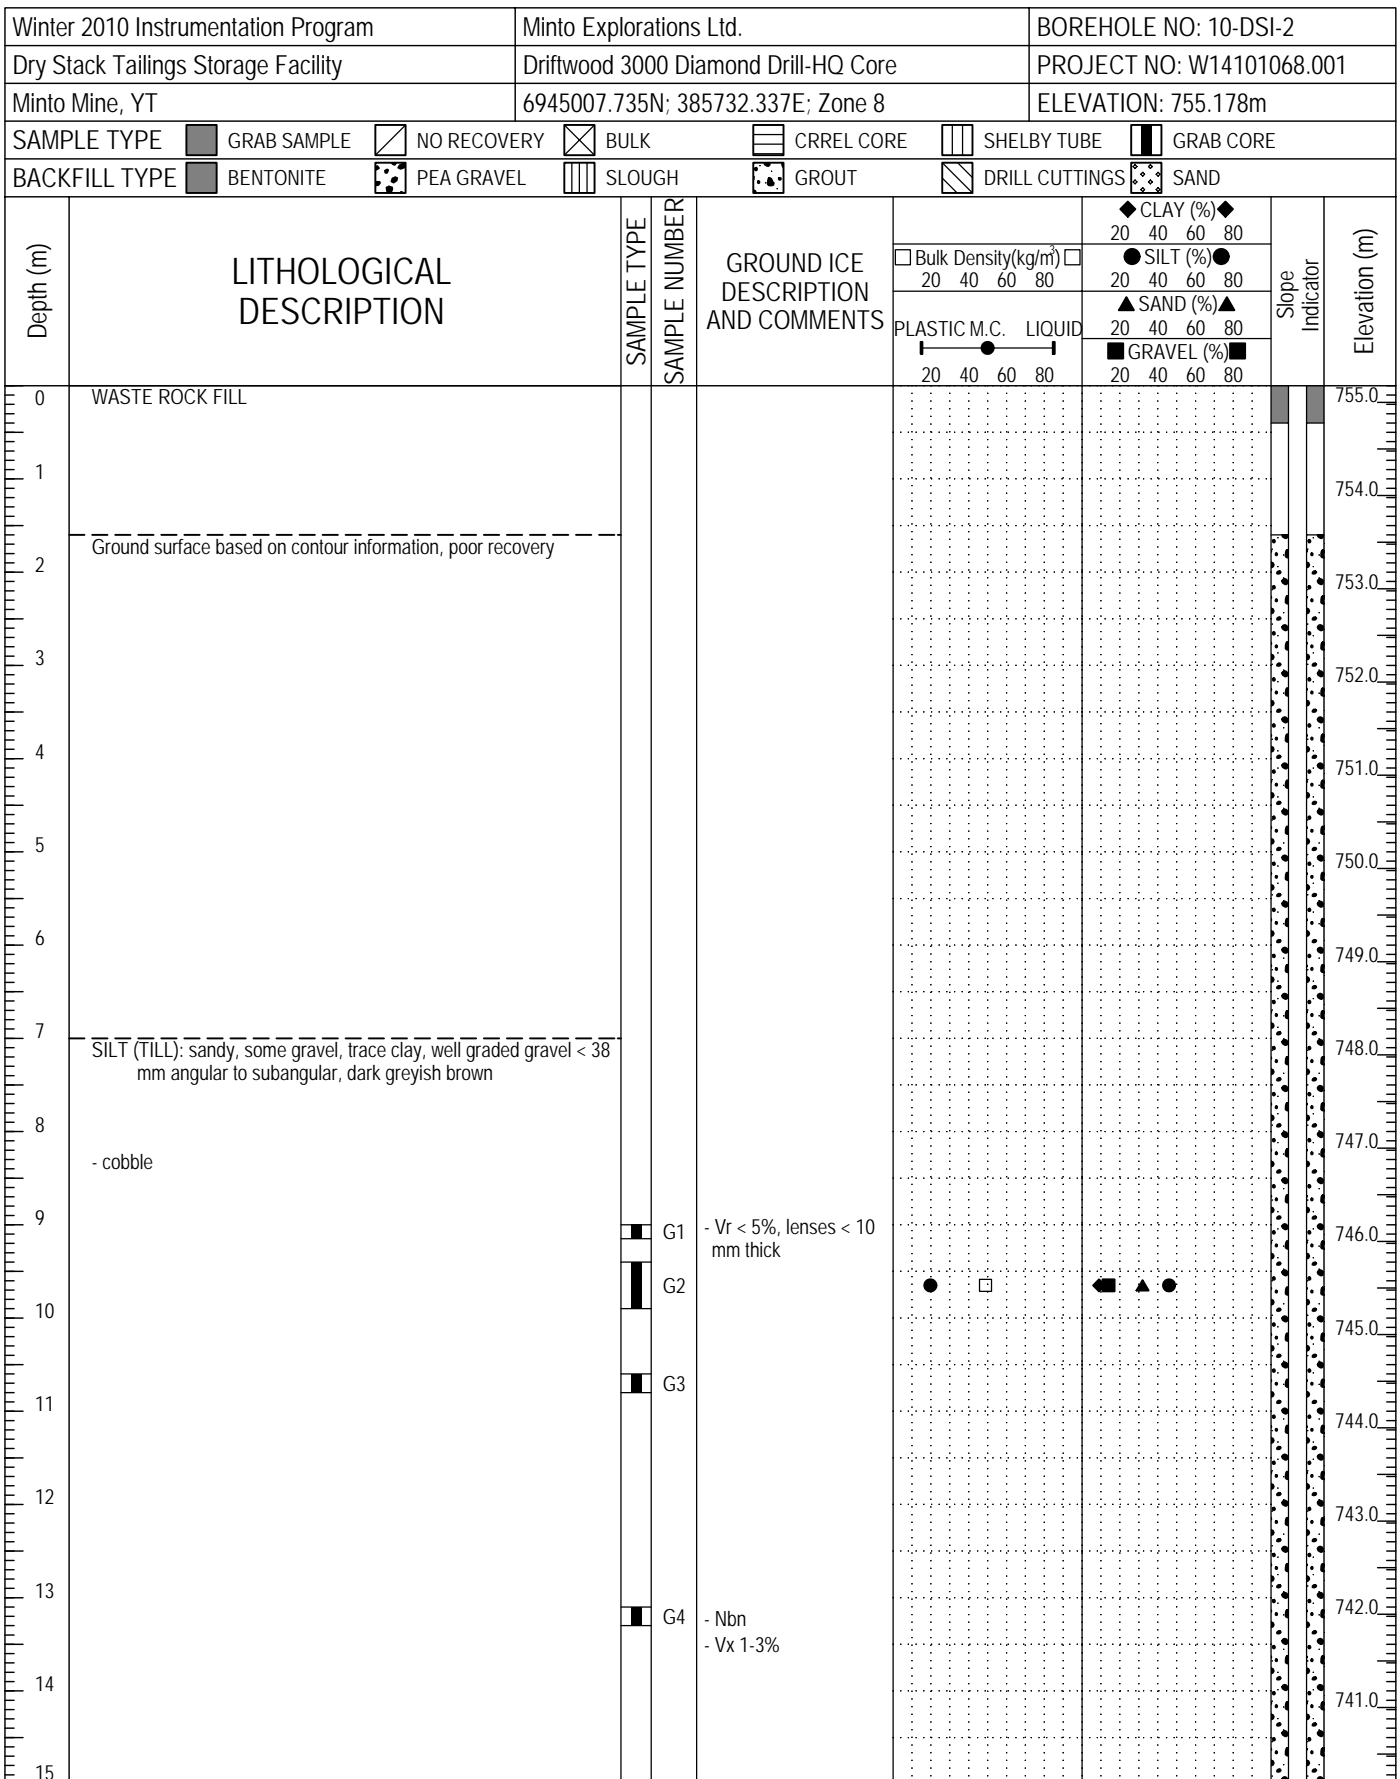 Winter 2010 Instrumentation Program
Minto Explorations Ltd.
BOREHOLE NO: 10-DSI-2
Dry Stack Tailings Storage Facility
Driftwood 3000 Diamond Drill-HQ Core
PROJECT NO: W14101068.001
Minto Mine, YT
6945007.735N; 385732.337E; Zone 8
ELEVATION: 755.178m
SAMPLE TYPE
GRAB SAMPLE
NO RECOVERY
BULK
CRREL CORE
SHELBY TUBE
GRAB CORE
BACKFILL TYPE
BENTONITE
PEA GRAVEL
SLOUGH
GROUT
DRILL CUTTINGS
SAND
Depth (m)
LITHOLOGICAL
DESCRIPTION
SAMPLE TYPE
SAMPLE NUMBER
GROUND ICE
DESCRIPTION
AND COMMENTS
Bulk Density(kg/m³)
20 40 60 80
PLASTIC M.C. LIQUID
20 40 60 80
CLAY (%)
20 40 60 80
SILT (%)
20 40 60 80
SAND (%)
20 40 60 80
GRAVEL (%)
20 40 60 80
Slope
Indicator
Elevation (m)
0
WASTE ROCK FILL
755.0
1
754.0
Ground surface based on contour information, poor recovery
2
753.0
3
752.0
4
751.0
5
750.0
6
749.0
7
SILT (TILL): sandy, some gravel, trace clay, well graded gravel < 38
mm angular to subangular, dark greyish brown
748.0
8
747.0
- cobble
9
G1
- Vr < 5%, lenses < 10
mm thick
746.0
G2
10
745.0
G3
11
744.0
12
743.0
13
G4
- Nbn
742.0
- Vx 1-3%
14
741.0
15